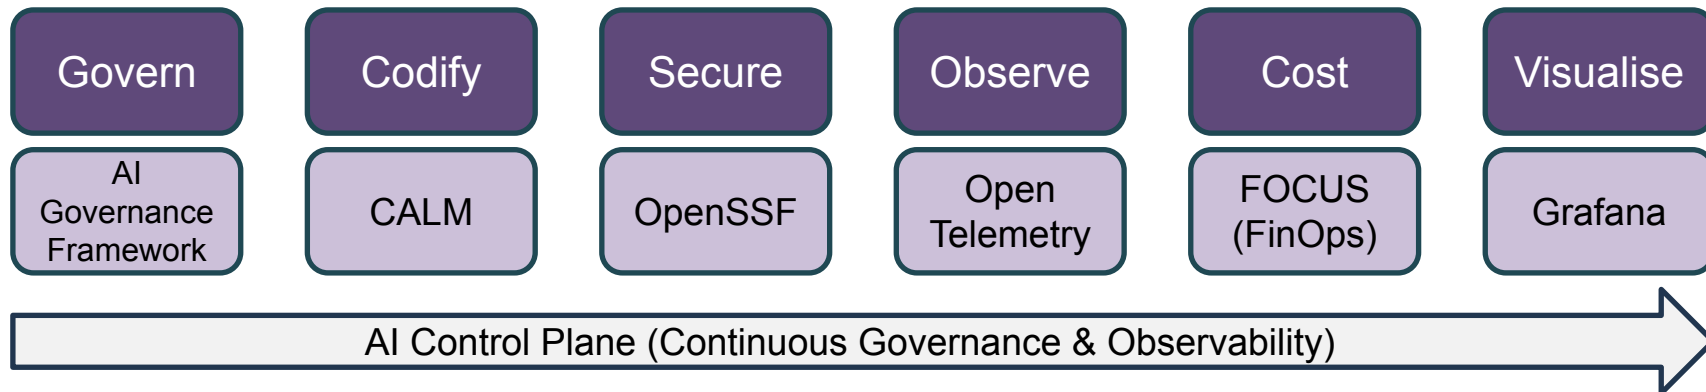 Govern
Codify
Secure
Observe
Cost
Visualise
AI
Governance
Framework
CALM
OpenSSF
Open
Telemetry
FOCUS
(FinOps)
Grafana
AI Control Plane (Continuous Governance & Observability)